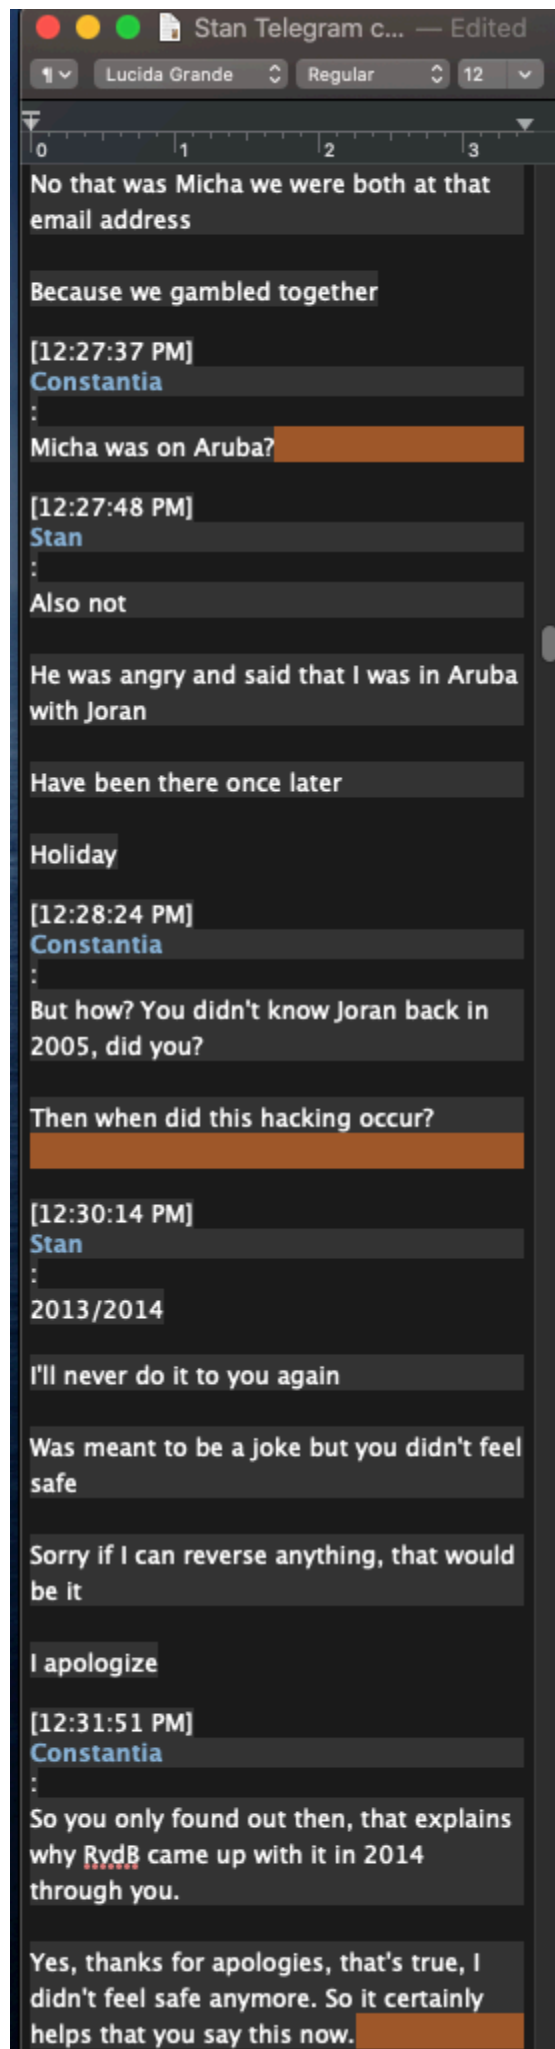 Stan Telegram c... — Edited
¶ Lucida Grande Regular 12
0 1 2 3
No that was Micha we were both at that
email address
Because we gambled together
[12:27:37 PM]
Constantia
:
Micha was on Aruba?
[12:27:48 PM]
Stan
:
Also not
He was angry and said that I was in Aruba
with Joran
Have been there once later
Holiday
[12:28:24 PM]
Constantia
:
But how? You didn't know Joran back in
2005, did you?
Then when did this hacking occur?
[12:30:14 PM]
Stan
:
2013/2014
I'll never do it to you again
Was meant to be a joke but you didn't feel
safe
Sorry if I can reverse anything, that would
be it
I apologize
[12:31:51 PM]
Constantia
:
So you only found out then, that explains
why RvdB came up with it in 2014
through you.
Yes, thanks for apologies, that's true, I
didn't feel safe anymore. So it certainly
helps that you say this now.